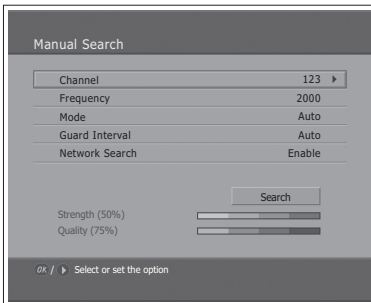 Manual Search
Channel 123
Frequency 2000
Mode Auto
Guard Interval Auto
Network Search Enable
Search
Strength (50%)
Quality (75%)
OK / Select or set the option